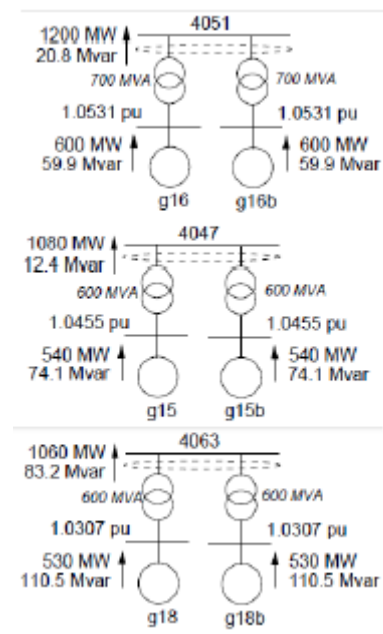 4051
1200 MW
20.8 Mvar
700 MVA 700 MVA
1.0531 pu 1.0531 pu
600 MW 600 MW
59.9 Mvar 59.9 Mvar
g16 g16b
4047
1080 MW
12.4 Mvar
600 MVA 600 MVA
1.0455 pu 1.0455 pu
540 MW 540 MW
74.1 Mvar 74.1 Mvar
g15 g15b
4063
1060 MW
83.2 Mvar
600 MVA 600 MVA
1.0307 pu 1.0307 pu
530 MW 530 MW
110.5 Mvar 110.5 Mvar
g18 g18b